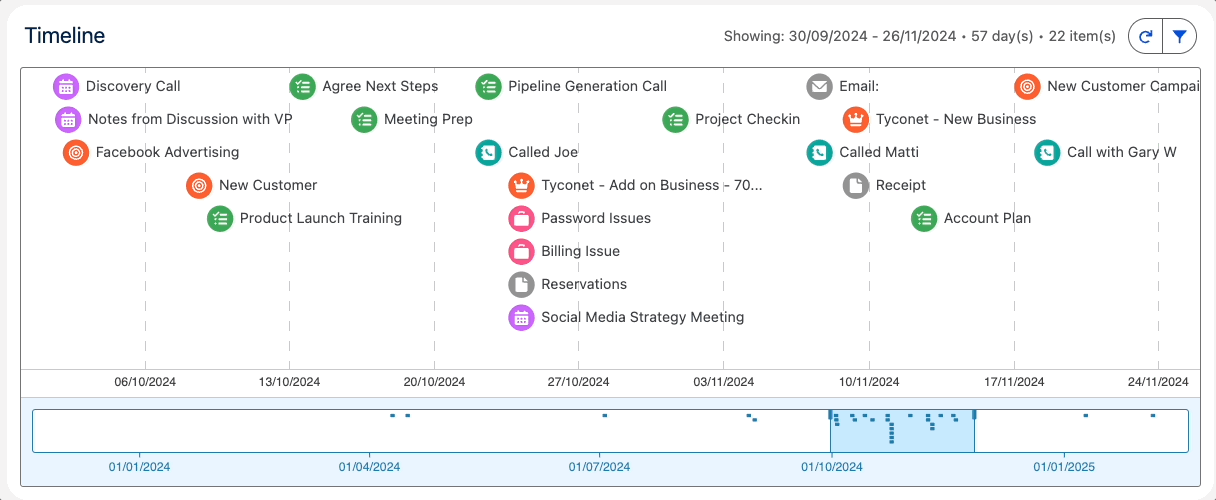 Timeline
Showing: 30/09/2024 - 26/11/2024 • 57 day(s) • 22 item(s)
Discovery Call
Agree Next Steps
Pipeline Generation Call
Email:
New Customer Campai
Notes from Discussion with VP
Meeting Prep
Project Checkin
Tyconet - New Business
Facebook Advertising
Called Joe
Called Matti
Call with Gary W
New Customer
Tyconet - Add on Business - 70...
Receipt
Product Launch Training
Password Issues
Account Plan
Billing Issue
Reservations
Social Media Strategy Meeting
06/10/2024
13/10/2024
20/10/2024
27/10/2024
03/11/2024
10/11/2024
17/11/2024
24/11/2024
01/01/2024
01/04/2024
01/07/2024
01/10/2024
01/01/2025